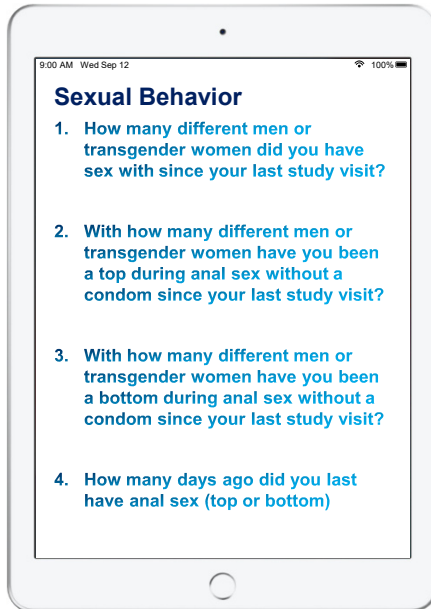 9:00 AM Wed Sep 12
100%
Sexual Behavior
1. How many different men or
transgender women did you have
sex with since your last study visit?
2. With how many different men or
transgender women have you been
a top during anal sex without a
condom since your last study visit?
3. With how many different men or
transgender women have you been
a bottom during anal sex without a
condom since your last study visit?
4. How many days ago did you last
have anal sex (top or bottom)